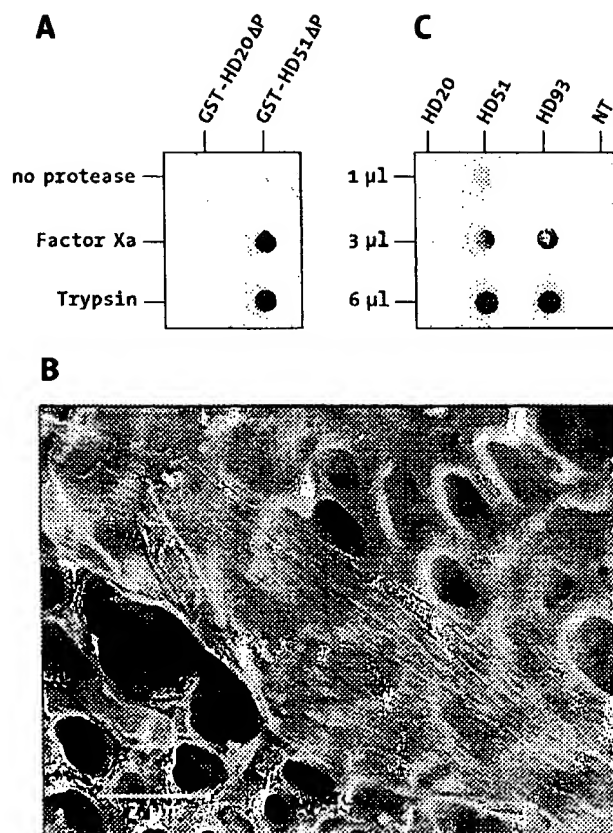 A
GST-HD20ΔP
GST-HD51ΔP
no protease
Factor Xa
Trypsin
C
HD20
HD51
HD93
NT
1 µl
3 µl
6 µl
B